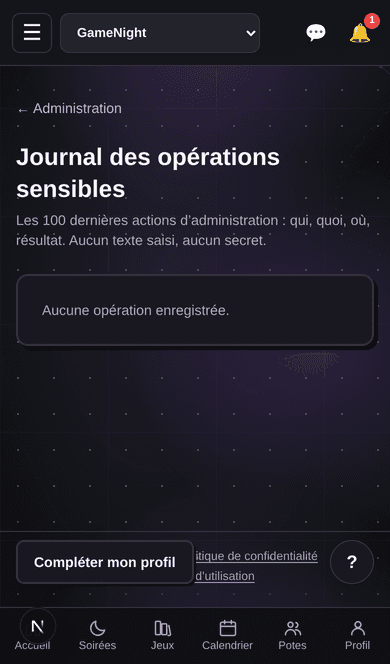 ☰ GameNight 💬 🔔 1
← Administration
Journal des opérations
sensibles
Les 100 dernières actions d'administration : qui, quoi, où,
résultat. Aucun texte saisi, aucun secret.
Aucune opération enregistrée.
Compléter mon profil
itique de confidentialité
d'utilisation
?
N
Accueil Soirées Jeux Calendrier Potes Profil